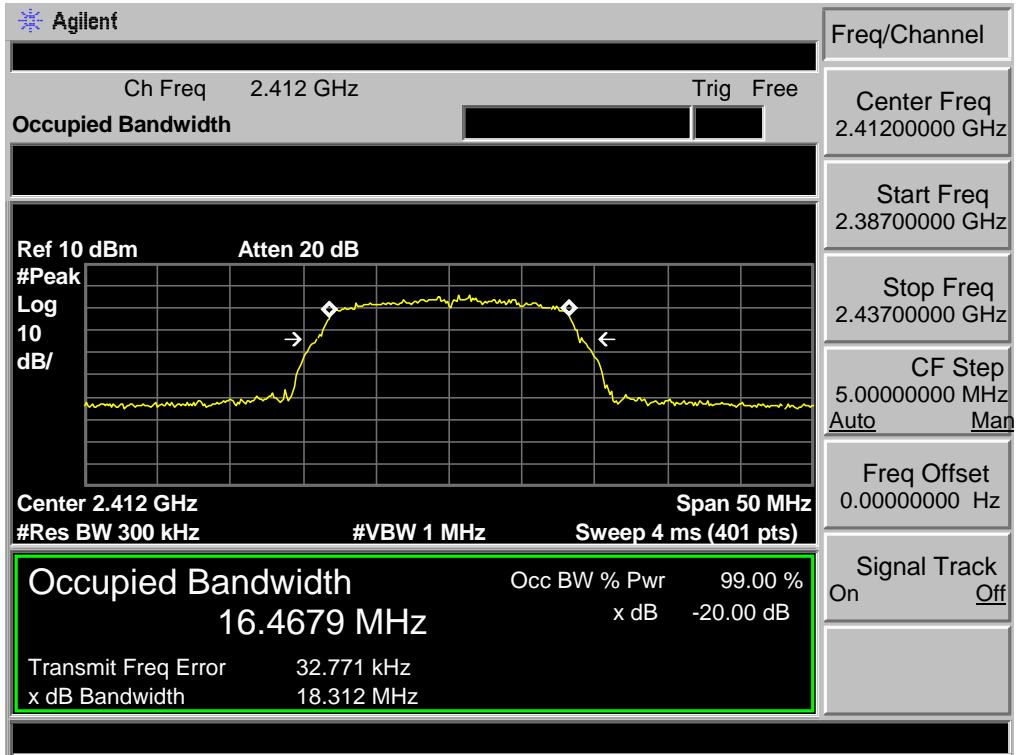 Agilent
Freq/Channel
Ch Freq 2.412 GHz Trig Free
Occupied Bandwidth
Center Freq
2.41200000 GHz
Start Freq
2.38700000 GHz
Stop Freq
2.43700000 GHz
CF Step
5.00000000 MHz
Auto Man
Freq Offset
0.00000000 Hz
Signal Track
On Off
Ref 10 dBm Atten 20 dB
#Peak
Log
10
dB/
Center 2.412 GHz Span 50 MHz
#Res BW 300 kHz #VBW 1 MHz Sweep 4 ms (401 pts)
Occupied Bandwidth Occ BW % Pwr 99.00 %
16.4679 MHz x dB -20.00 dB
Transmit Freq Error 32.771 kHz
x dB Bandwidth 18.312 MHz